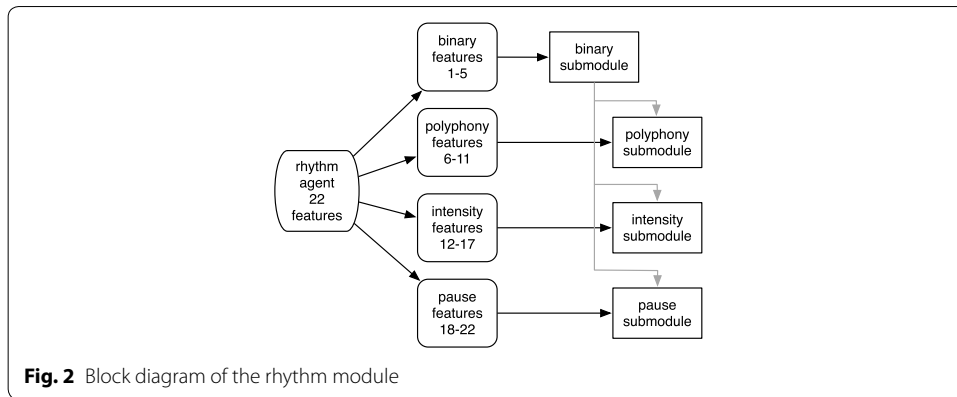 binary
features
1-5
binary
submodule
polyphony
features
6-11
polyphony
submodule
rhythm
agent
22
features
intensity
features
12-17
intensity
submodule
pause
features
18-22
pause
submodule
Fig. 2 Block diagram of the rhythm module